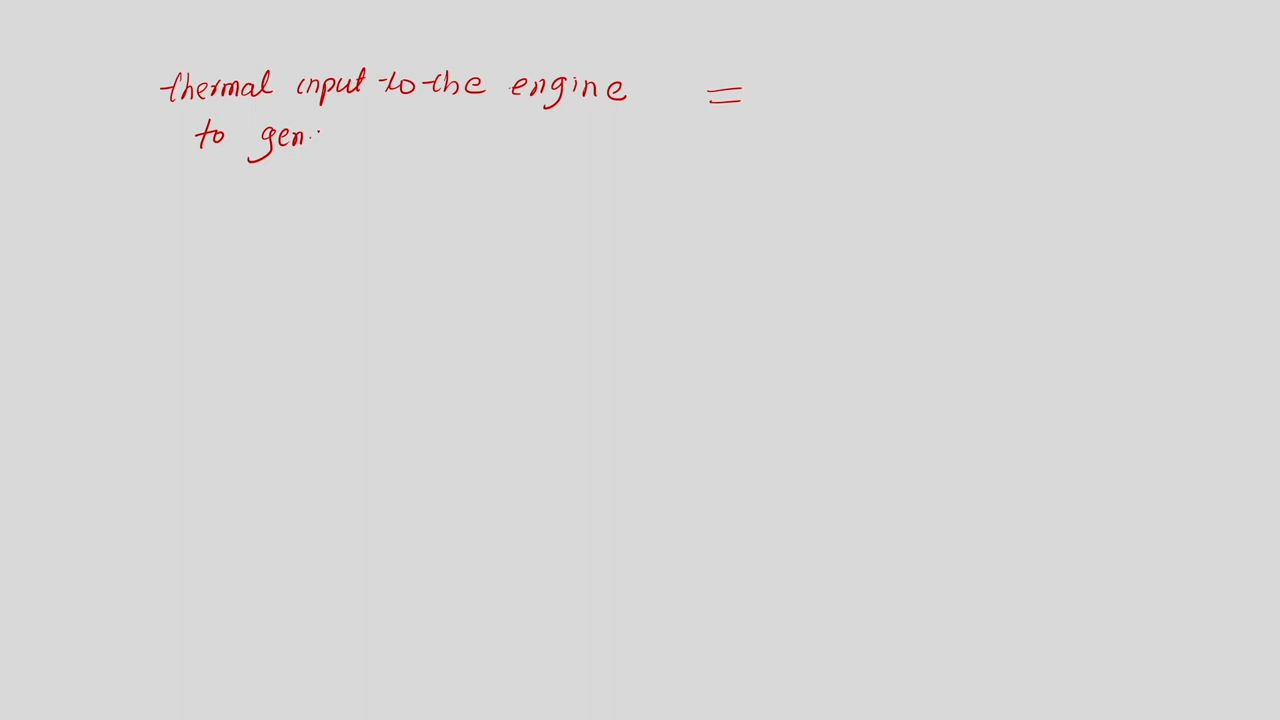 thermal input to the engine =
to gen.